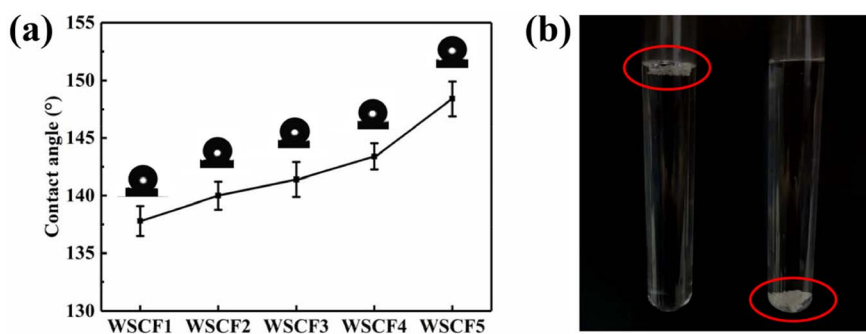 (a)
155
150
145
140
135
130
Contact angle (°)
WSCF1 WSCF2 WSCF3 WSCF4 WSCF5
(b)